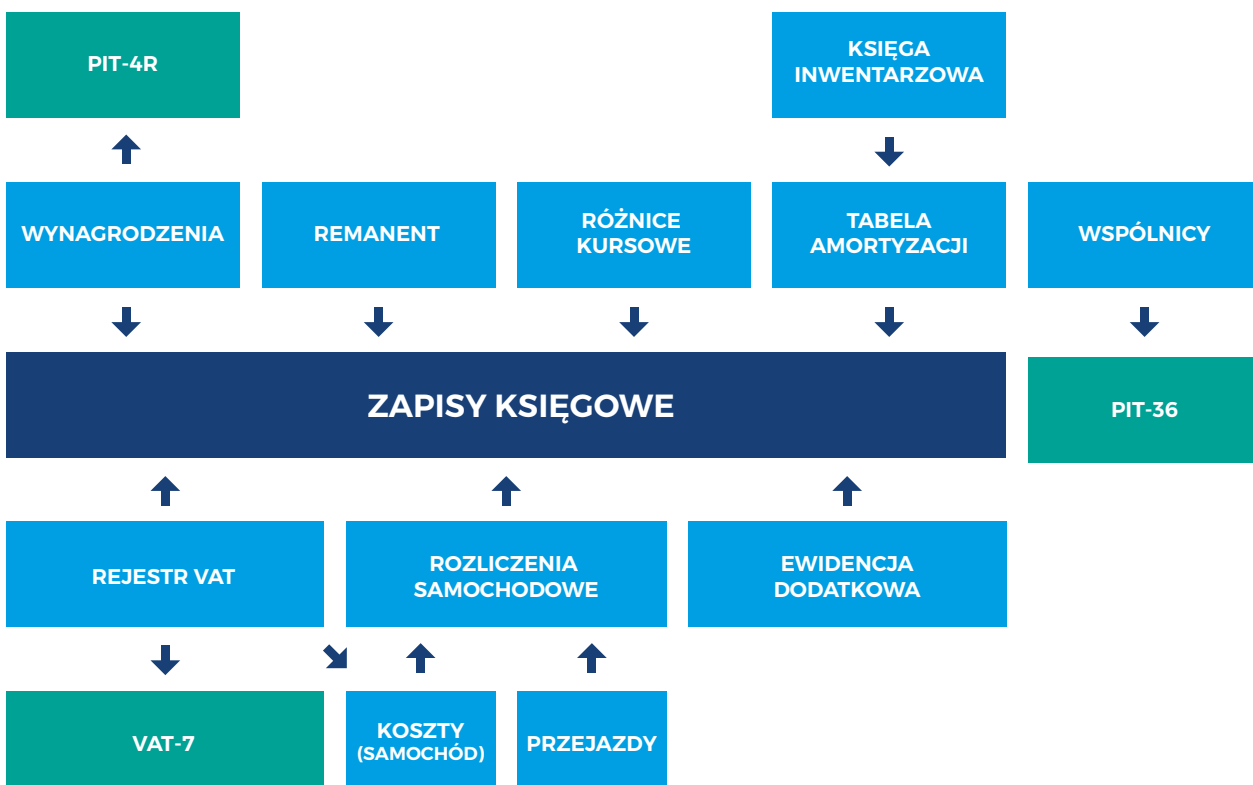 PIT-4R
KSIĘGA
INWENTARZOWA
WYNAGRODZENIA
REMANENT
RÓŻNICE
KURSOWE
TABELA
AMORTYZACJI
WSPÓLNICY
ZAPISY KSIĘGOWE
PIT-36
REJESTR VAT
ROZLICZENIA
SAMOCHODOWE
EWIDENCJA
DODATKOWA
VAT-7
KOSZTY
(SAMOCHÓD)
PRZEJAZDY